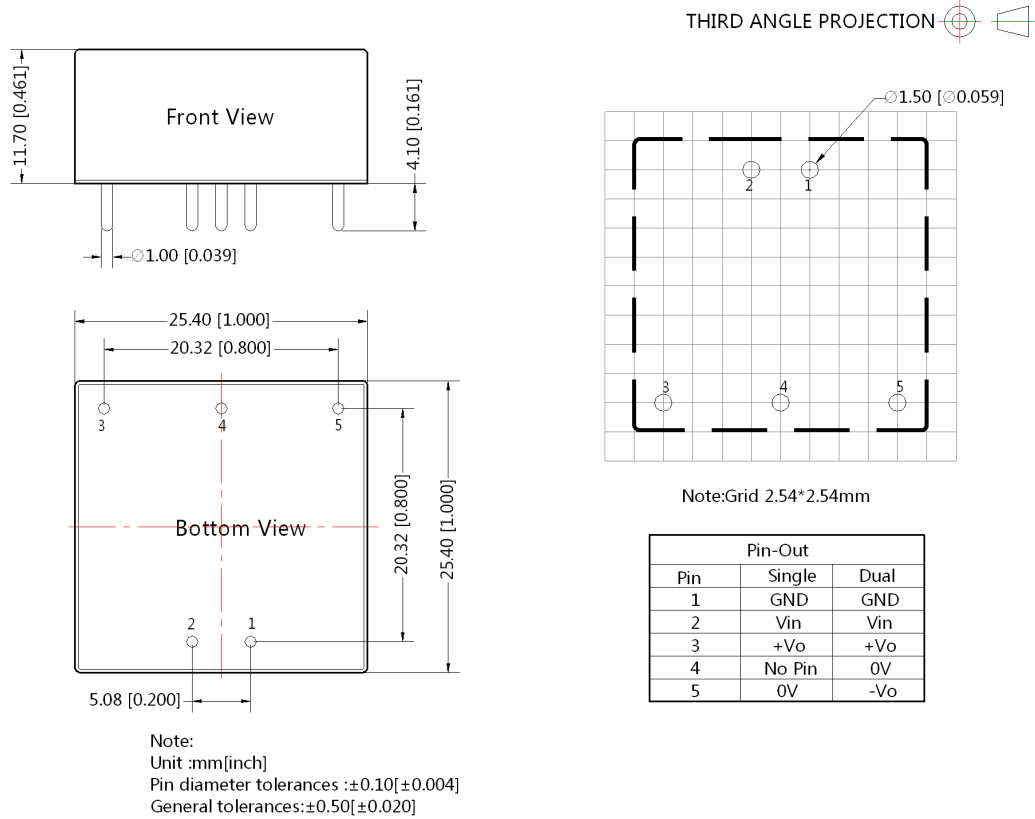 THIRD ANGLE PROJECTION
11.70 [0.461]
Front View
4.10 [0.161]
∅1.00 [0.039]
∅1.50 [∅0.059]
2
1
3
4
5
Note:Grid 2.54*2.54mm
25.40 [1.000]
20.32 [0.800]
3
4
5
Bottom View
20.32 [0.800]
25.40 [1.000]
2
1
5.08 [0.200]
Pin-Out
Pin Single Dual
1 GND GND
2 Vin Vin
3 +Vo +Vo
4 No Pin 0V
5 0V -Vo
Note:
Unit :mm[inch]
Pin diameter tolerances :±0.10[±0.004]
General tolerances:±0.50[±0.020]